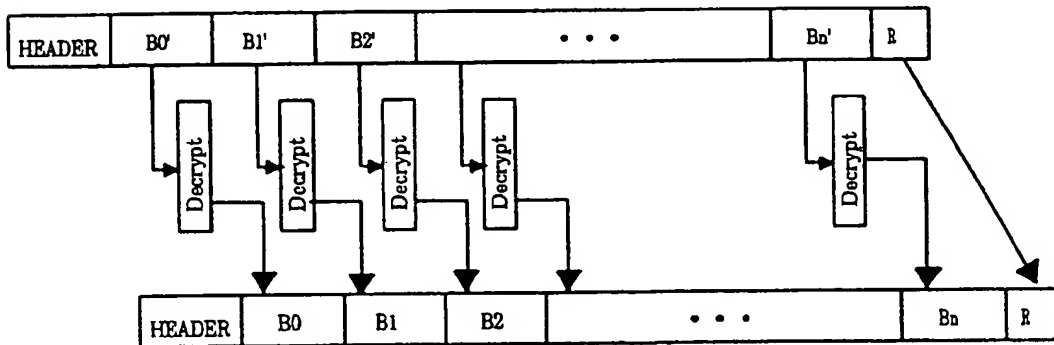 HEADER B0' B1' B2' • • • Bn' R
Decrypt Decrypt Decrypt Decrypt Decrypt
HEADER B0 B1 B2 • • • Bn R